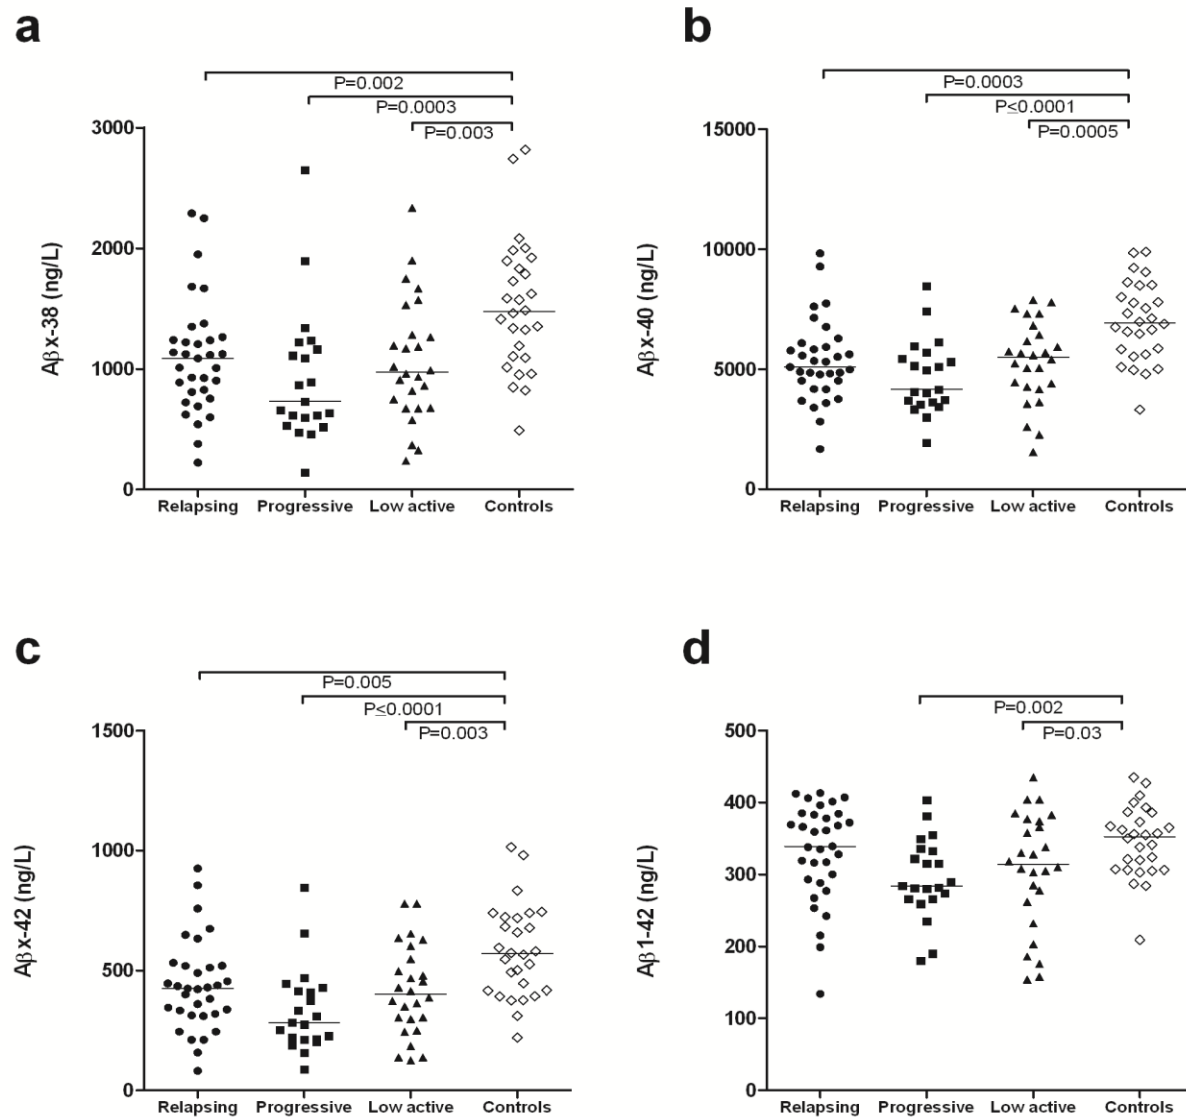 a
P=0.002
P=0.0003
P=0.003
3000
2000
1000
0
Aβx-38 (ng/L)
Relapsing Progressive Low active Controls
b
P=0.0003
P≤0.0001
P=0.0005
15000
10000
5000
0
Aβx-40 (ng/L)
Relapsing Progressive Low active Controls
c
P=0.005
P≤0.0001
P=0.003
1500
1000
500
0
Aβx-42 (ng/L)
Relapsing Progressive Low active Controls
d
P=0.002
P=0.03
500
400
300
200
100
0
Aβ1-42 (ng/L)
Relapsing Progressive Low active Controls